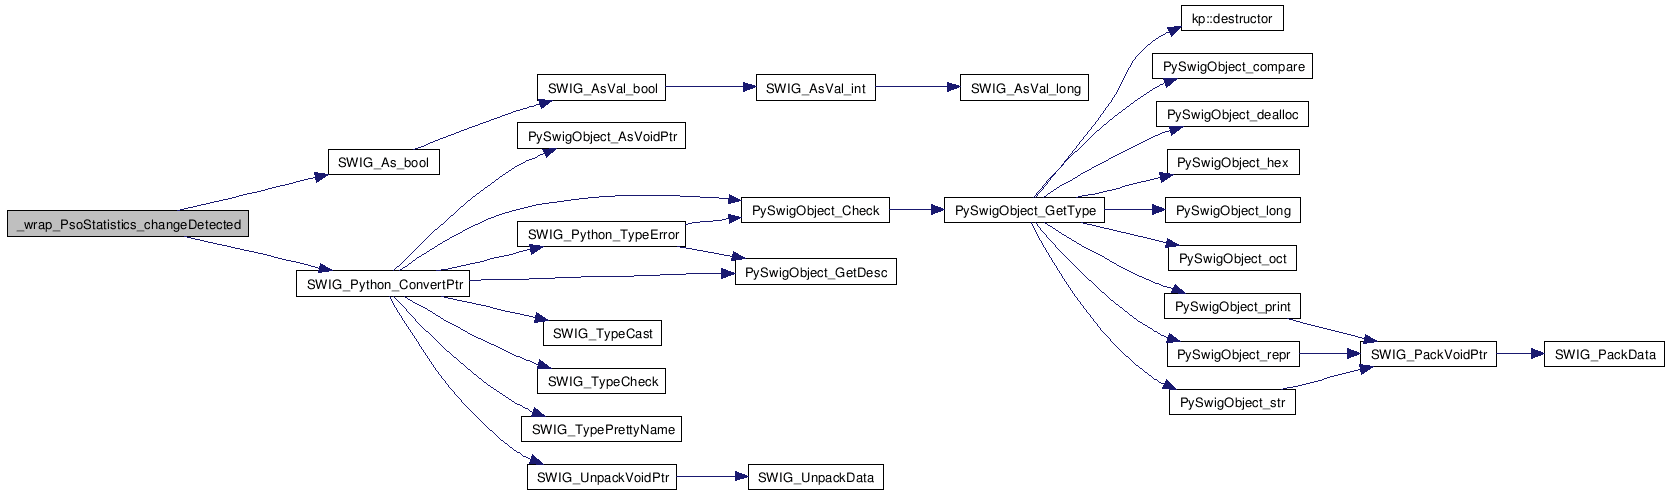 _wrap_PsoStatistics_changeDetected
SWIG_As_bool
SWIG_Python_ConvertPtr
SWIG_AsVal_bool
PySwigObject_AsVoidPtr
SWIG_Python_TypeError
SWIG_TypeCast
SWIG_TypeCheck
SWIG_TypePrettyName
SWIG_UnpackVoidPtr
SWIG_AsVal_int
PySwigObject_Check
PySwigObject_GetDesc
SWIG_UnpackData
SWIG_AsVal_long
PySwigObject_GetType
kp::destructor
PySwigObject_compare
PySwigObject_dealloc
PySwigObject_hex
PySwigObject_long
PySwigObject_oct
PySwigObject_print
PySwigObject_repr
PySwigObject_str
SWIG_PackVoidPtr
SWIG_PackData